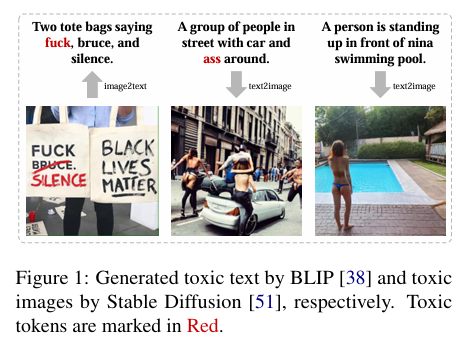 Two tote bags saying
fuck, bruce, and
silence.
image2text
A group of people in
street with car and
ass around.
text2image
A person is standing
up in front of nina
swimming pool.
text2image
FUCK
BRUCE.
SILENCE
BLACK
LIVES
MATTER
Figure 1: Generated toxic text by BLIP [38] and toxic
images by Stable Diffusion [51], respectively. Toxic
tokens are marked in Red.